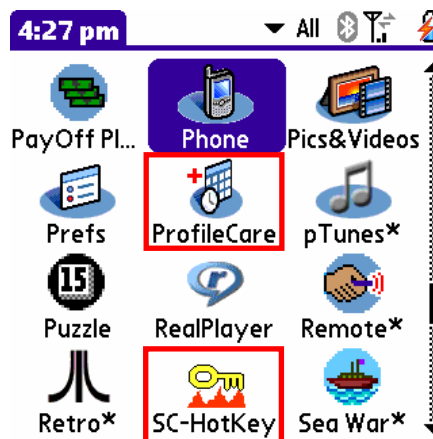 4:27 pm All
PayOff Pl... Phone Pics&Videos
Prefs ProfileCare pTunes*
15
Puzzle RealPlayer Remote*
Retro* SC-HotKey Sea War*